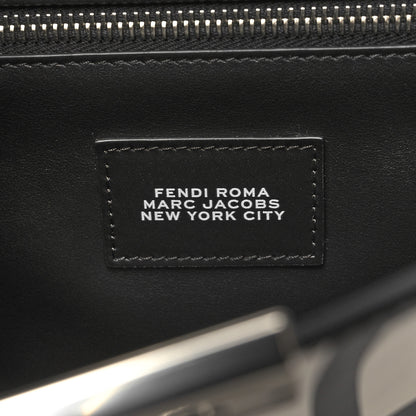 FENDI ROMA
MARC JACOBS
NEW YORK CITY